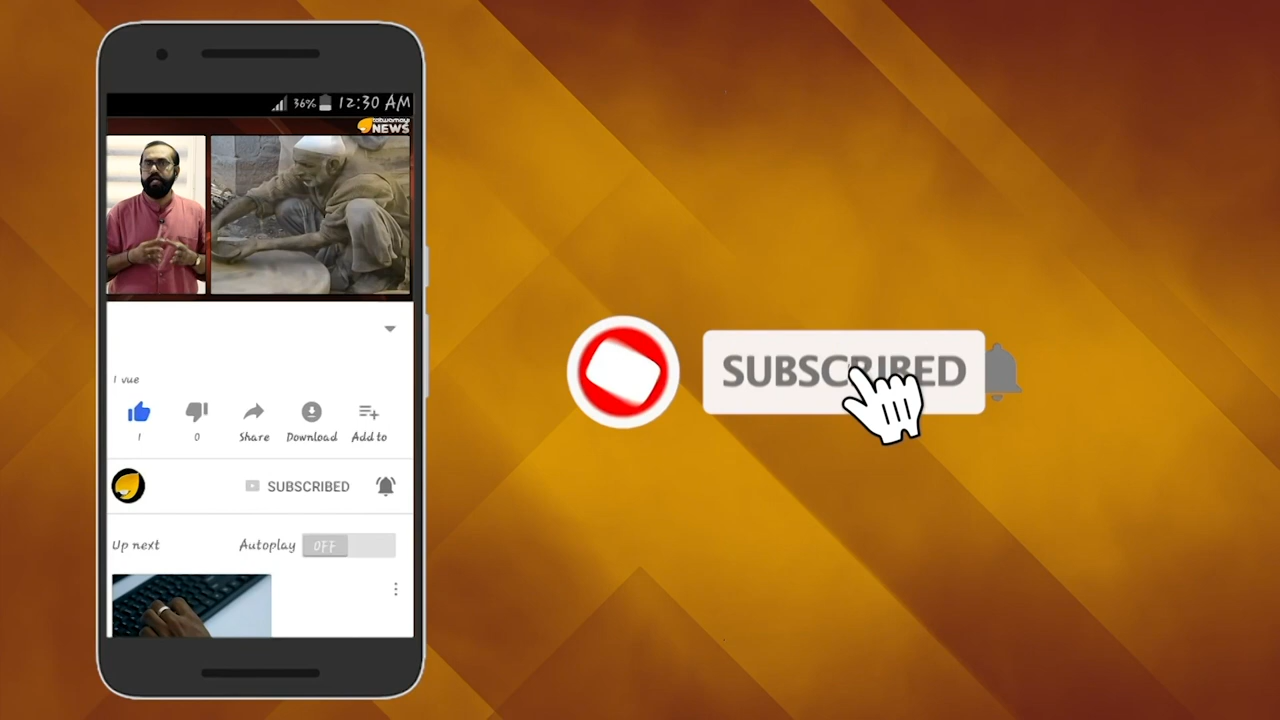 36% 12:30 AM
tatwamayi
NEWS
1 vue
1
0
Share
Download
Add to
SUBSCRIBED
Up next
Autoplay
OFF
SUBSCRIBED